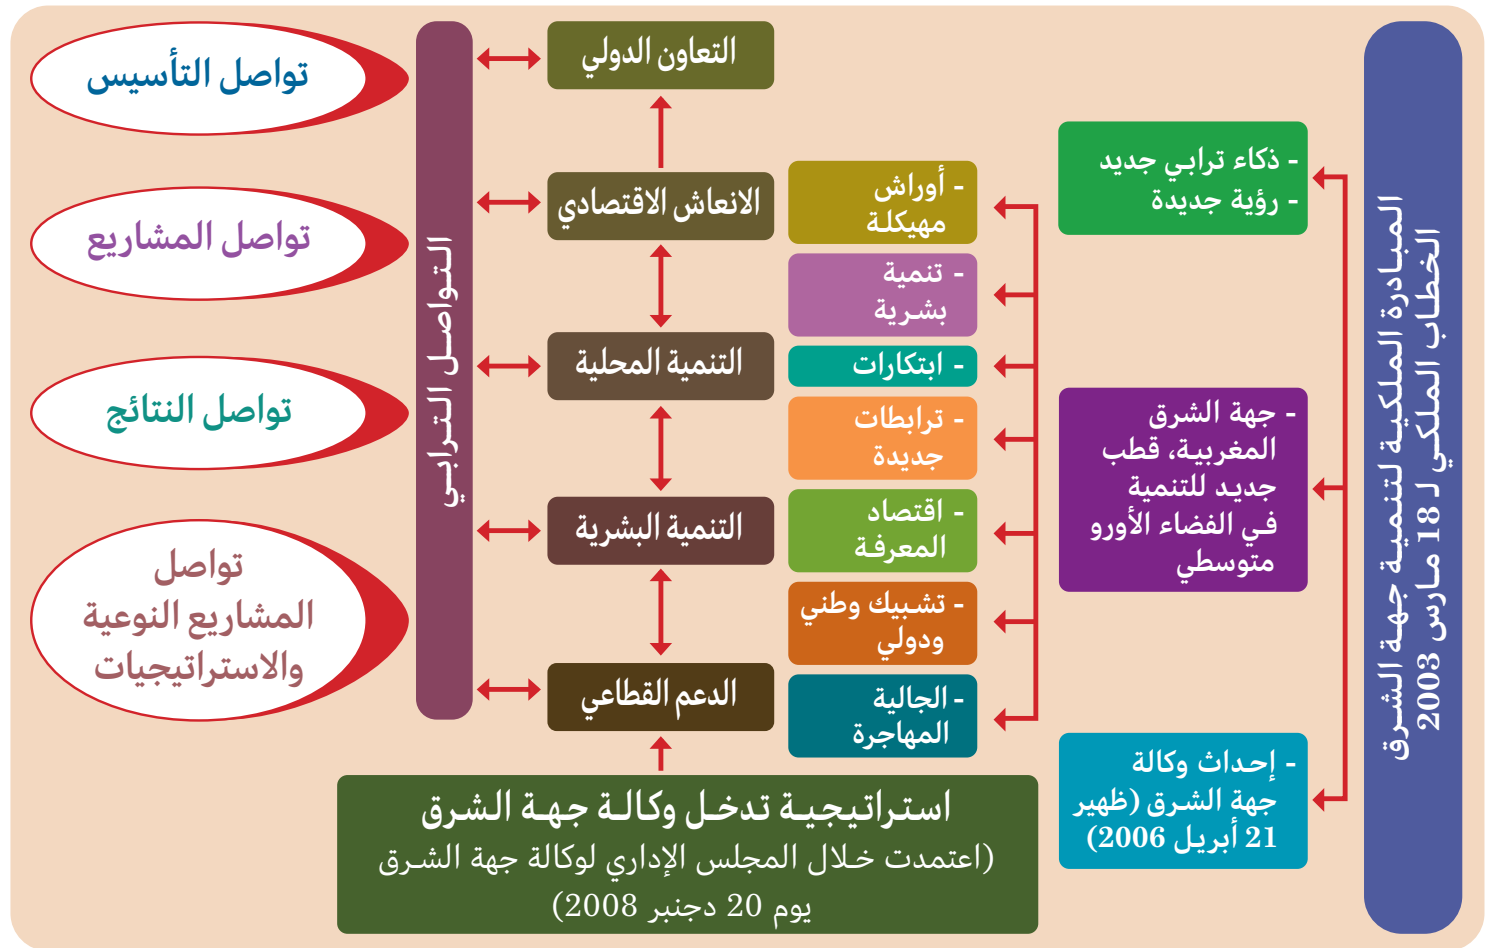 المبادرة الملكية لتنمية جهة الشرق
الخطاب الملكي لـ 18 مارس 2003
- ذكاء ترابي جديد
- رؤية جديدة
- جهة الشرق
المغربية، قطب
جديد للتنمية
في الفضاء الأورو
متوسطي
- إحداث وكالة
جهة الشرق (ظهير
21 أبريل 2006)
- أوراش
مهيكلة
- تنمية
بشرية
- ابتكارات
- ترابطات
جديدة
- اقتصاد
المعرفة
- تشبيك وطني
ودولي
- الجالية
المهاجرة
التعاون الدولي
الانعاش الاقتصادي
التنمية المحلية
التنمية البشرية
الدعم القطاعي
استراتيجية تدخل وكالة جهة الشرق
(اعتمدت خلال المجلس الإداري لوكالة جهة الشرق
يوم 20 دجنبر 2008)
التواصل الترابي
تواصل التأسيس
تواصل المشاريع
تواصل النتائج
تواصل
المشاريع النوعية
والاستراتيجيات